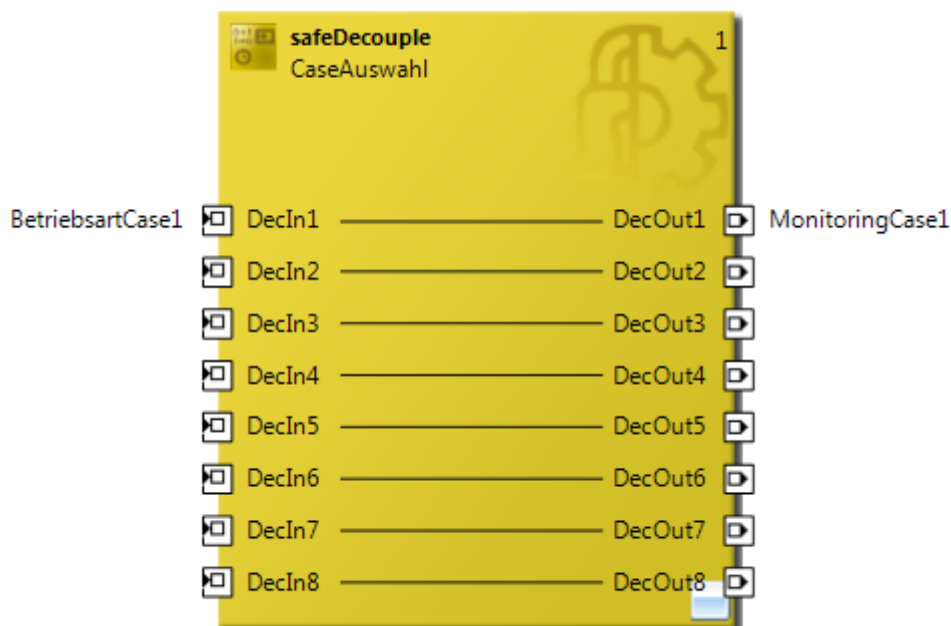 safeDecouple
1
CaseAuswahl
BetriebsartCase1 DecIn1 DecOut1 MonitoringCase1
DecIn2 DecOut2
DecIn3 DecOut3
DecIn4 DecOut4
DecIn5 DecOut5
DecIn6 DecOut6
DecIn7 DecOut7
DecIn8 DecOut8